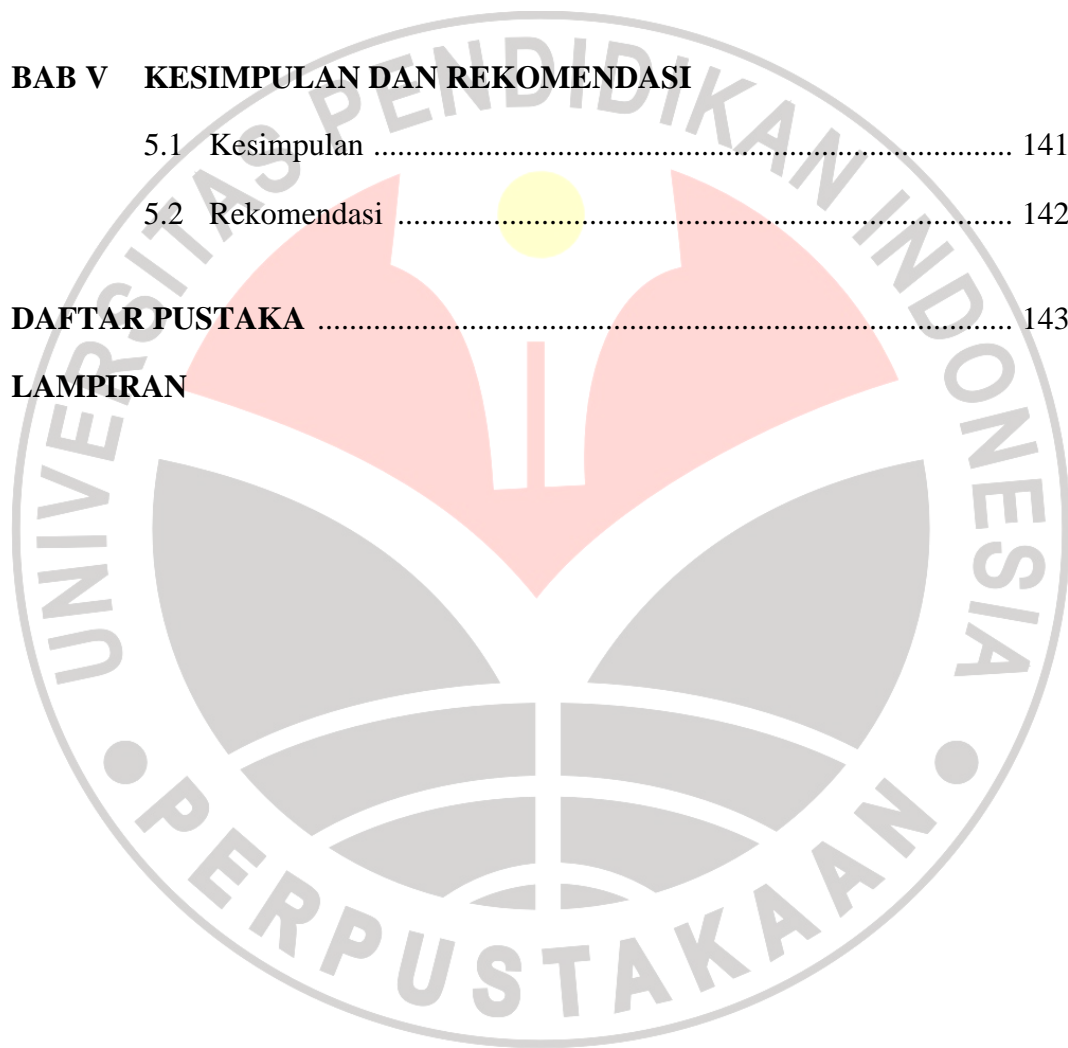 BAB V KESIMPULAN DAN REKOMENDASI
5.1 Kesimpulan ................................................................................ 141
5.2 Rekomendasi ............................................................................. 142
DAFTAR PUSTAKA ....................................................................................... 143
LAMPIRAN
UNIVERSITAS PENDIDIKAN INDONESIA
PERPUSTAKAAN